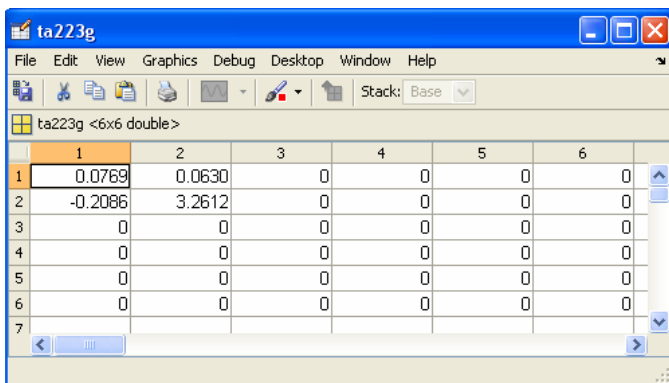 ta223g
File Edit View Graphics Debug Desktop Window Help
Stack: Base
ta223g <6x6 double>
1 2 3 4 5 6
1 0.0769 0.0630 0 0 0 0
2 -0.2086 3.2612 0 0 0 0
3 0 0 0 0 0 0
4 0 0 0 0 0 0
5 0 0 0 0 0 0
6 0 0 0 0 0 0
7